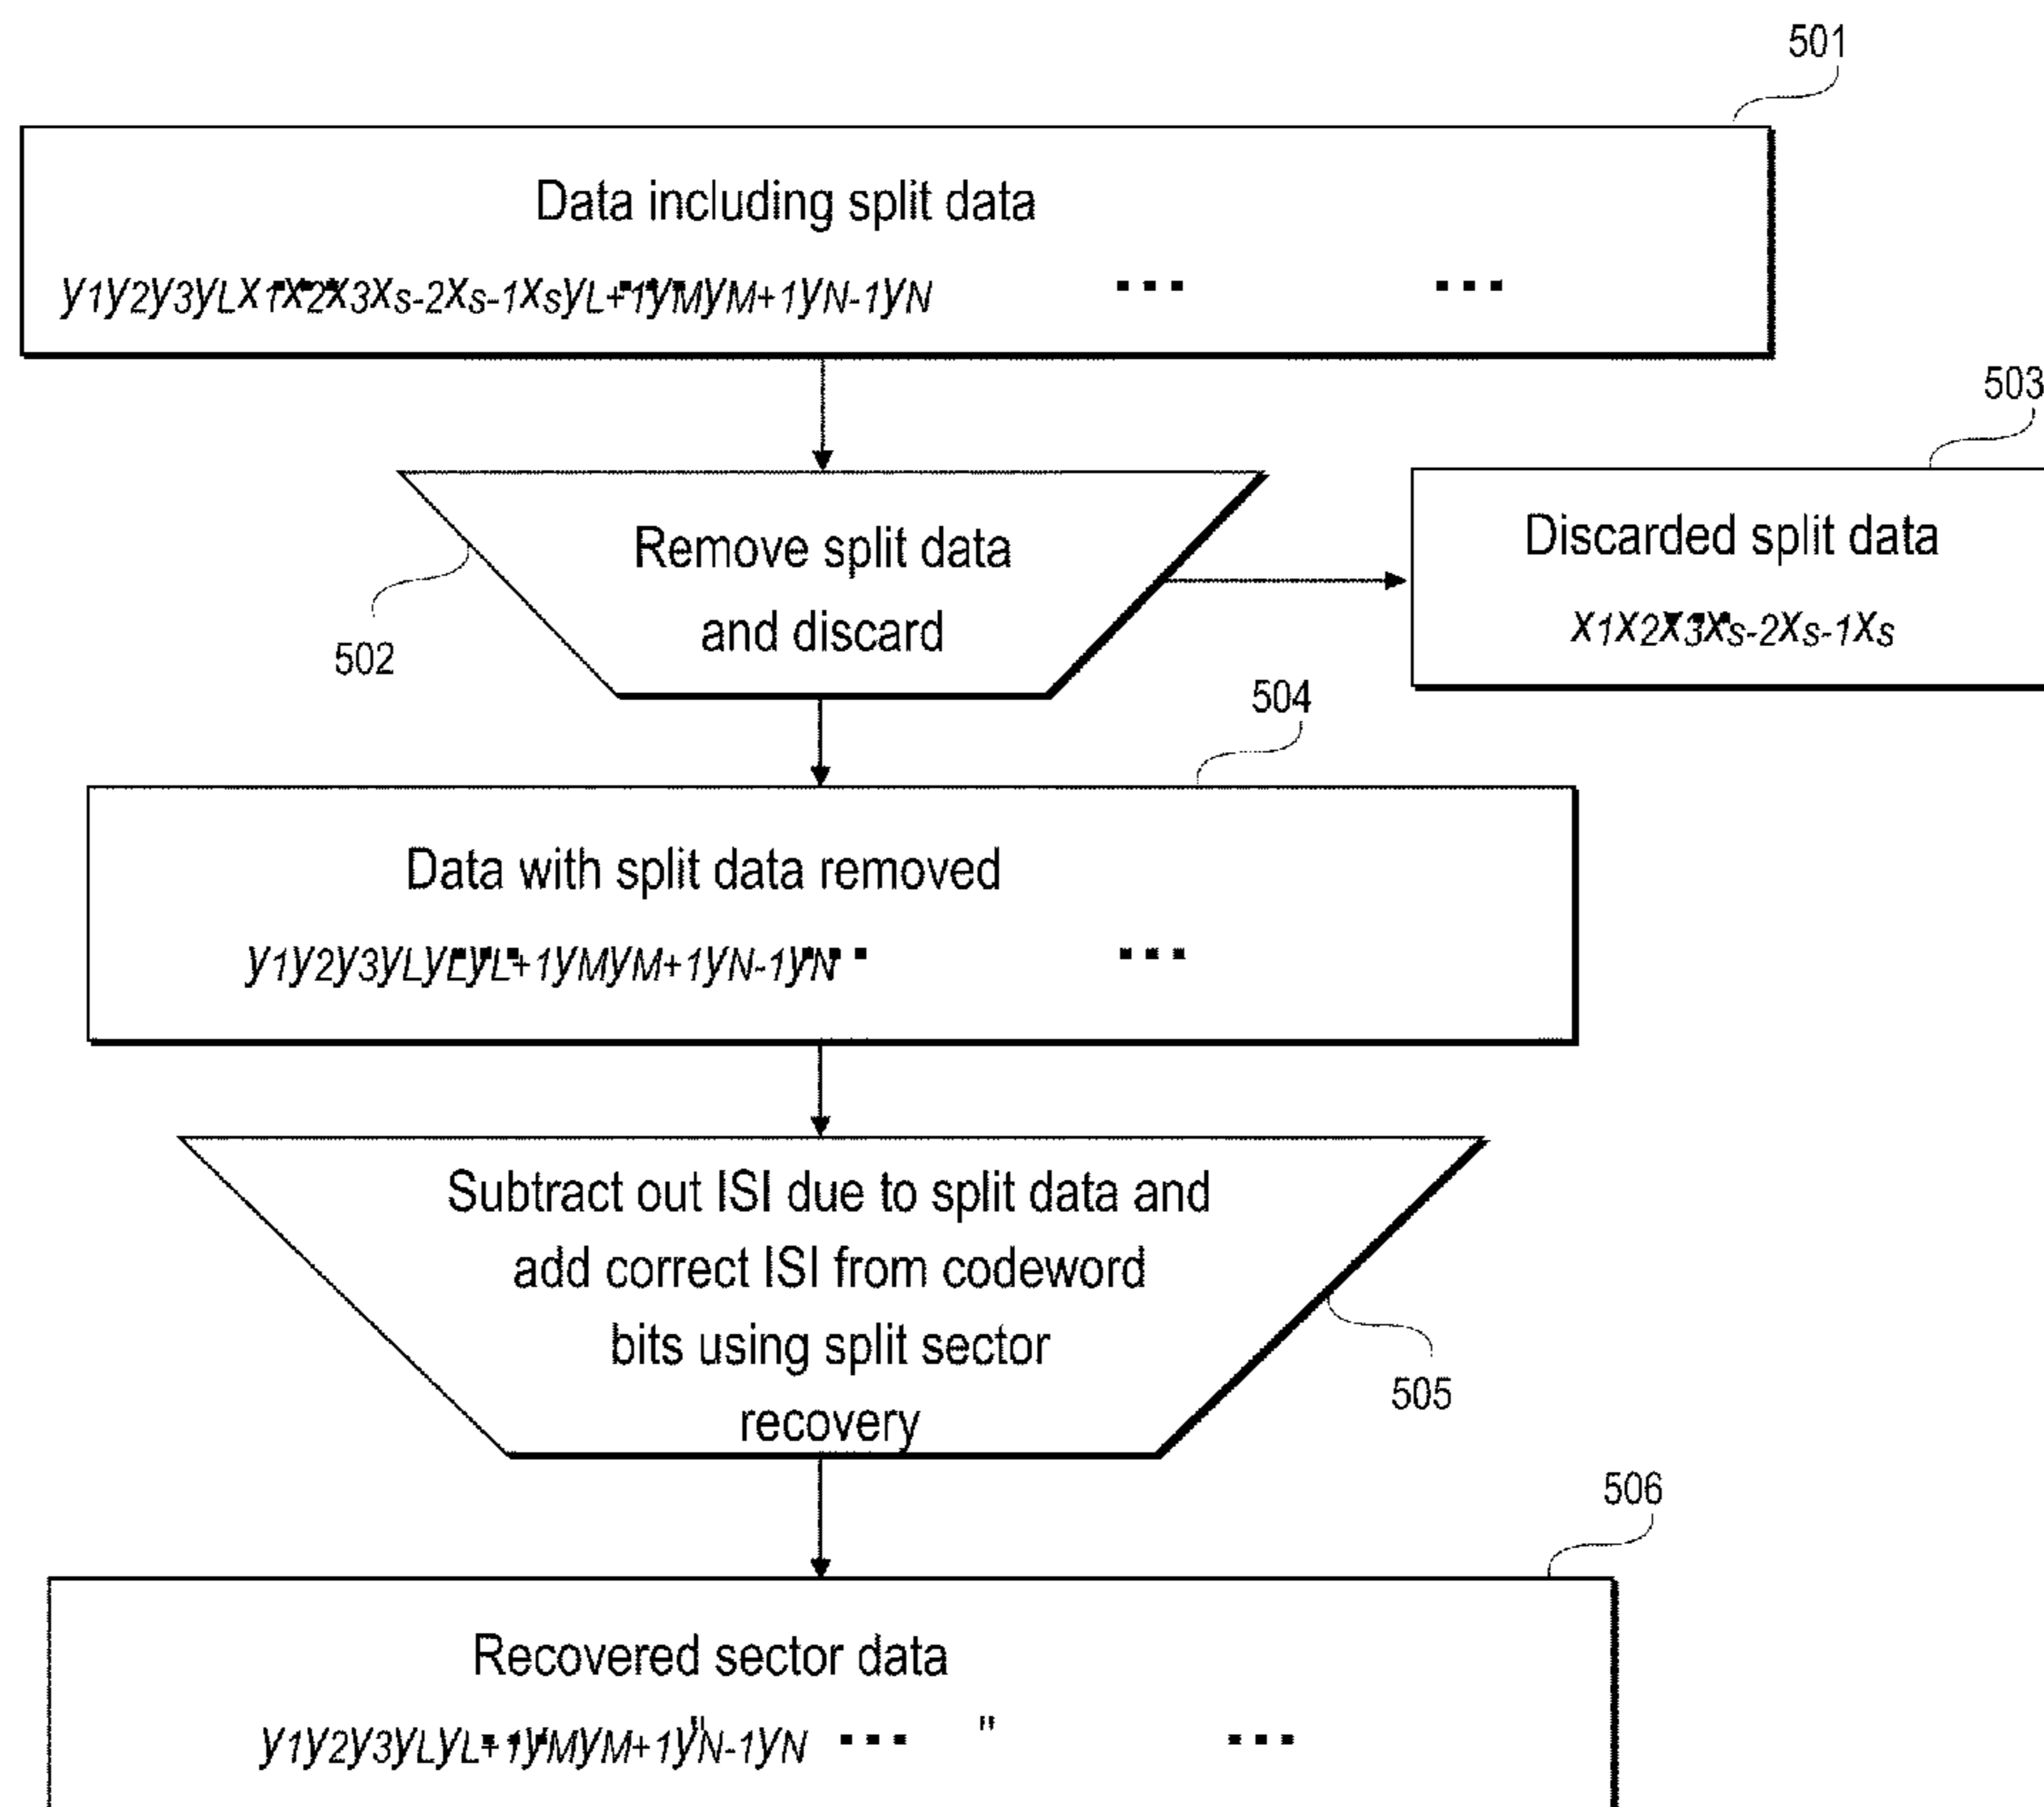 501
Data including split data
y1y2y3yLx1x2x3xs-2xs-1xsyL+1yMyM+1yN-1yN ... ...
503
Remove split data
and discard
Discarded split data
x1x2x3xs-2xs-1xs
502
504
Data with split data removed
y1y2y3yLyLyL+1yMyM+1yN-1yN ... ...
Subtract out ISI due to split data and
add correct ISI from codeword
bits using split sector
recovery
505
506
Recovered sector data
y1y2y3yLyL+1yMyM+1y"N-1yN ... " ...